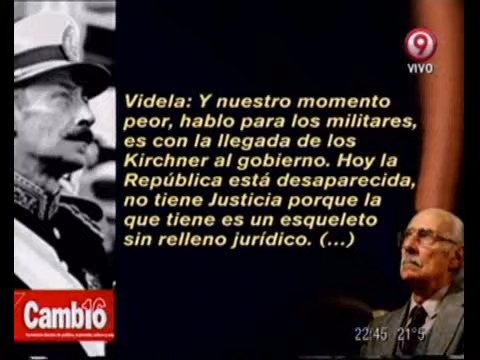 9
VIVO
Videla: Y nuestro momento
peor, hablo para los militares,
es con la llegada de los
Kirchner al gobierno. Hoy la
República está desaparecida,
no tiene Justicia porque la
que tiene es un esqueleto
sin relleno jurídico. (...)
Cambio16
22:45 21°5